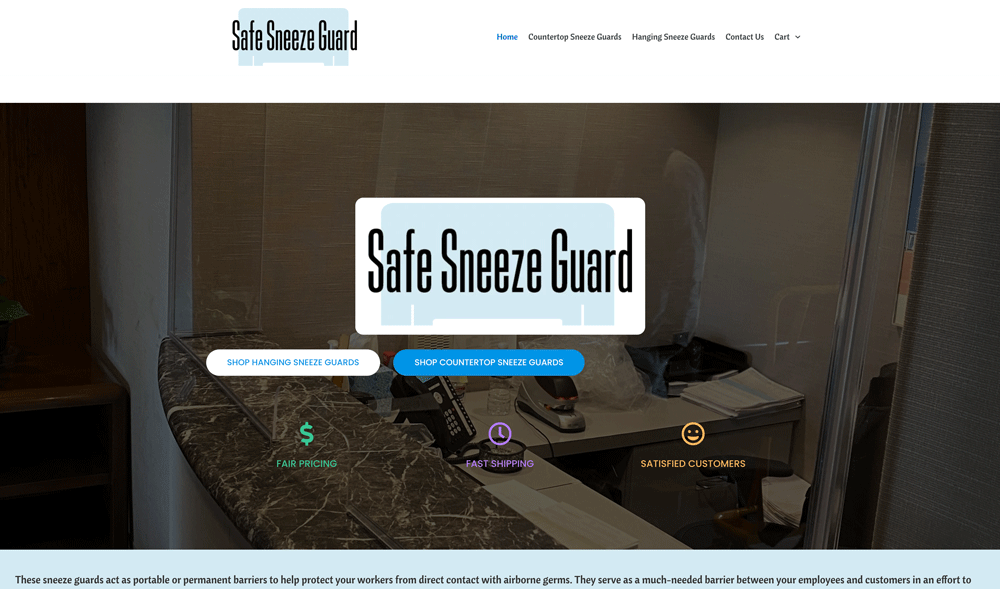 Safe Sneeze Guard
Home Countertop Sneeze Guards Hanging Sneeze Guards Contact Us Cart
Safe Sneeze Guard
SHOP HANGING SNEEZE GUARDS SHOP COUNTERTOP SNEEZE GUARDS
FAIR PRICING FAST SHIPPING SATISFIED CUSTOMERS
These sneeze guards act as portable or permanent barriers to help protect your workers from direct contact with airborne germs. They serve as a much-needed barrier between your employees and customers in an effort to